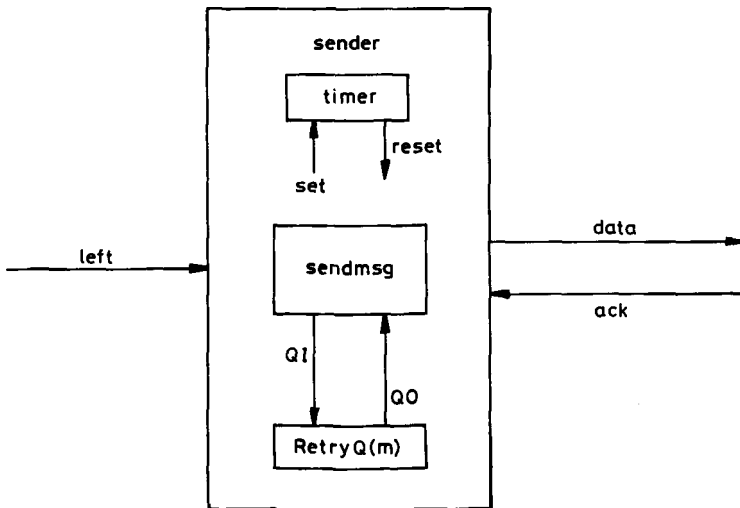 sender
timer
reset
set
data
left
sendmsg
ack
QI
QO
RetryQ(m)